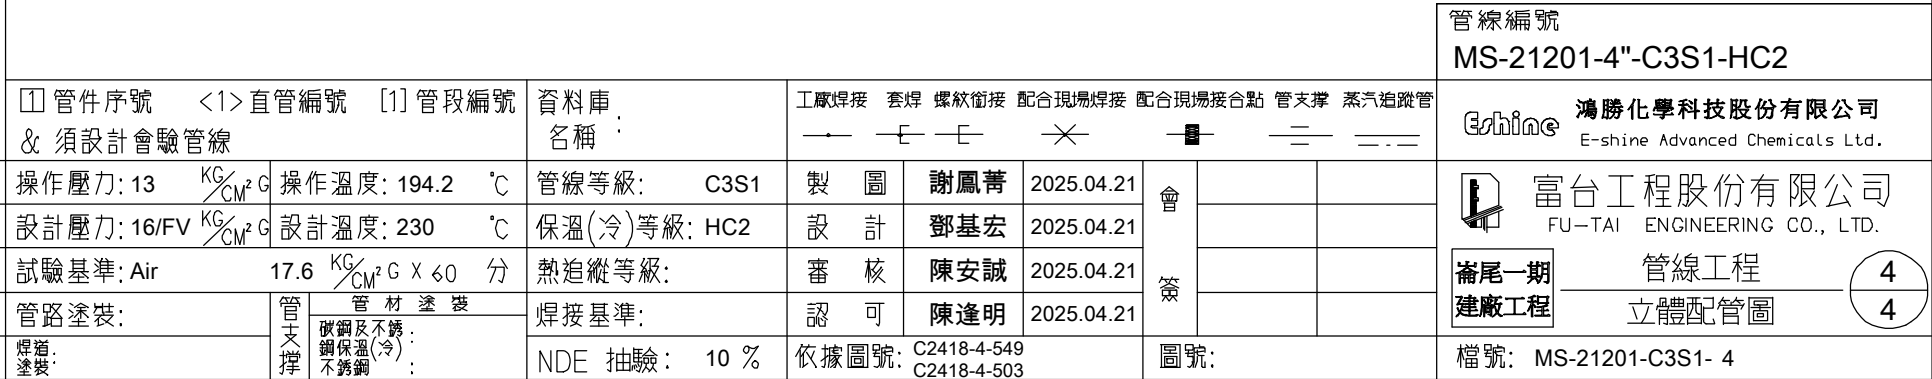 管線編號
MS-21201-4"-C3S1-HC2
1 管件序號 <1>直管編號 [1]管段編號
& 須設計會驗管線
資料庫名稱 :
工廠焊接 套焊 螺紋銜接 配合現場焊接 配合現場接合點 管支撐 蒸汽追蹤管
Eshine 鴻勝化學科技股份有限公司
E-shine Advanced Chemicals Ltd.
操作壓力: 13 KG/CM² G 操作溫度: 194.2 °C 管線等級: C3S1 製 圖 謝鳳菁 2025.04.21
設計壓力: 16/FV KG/CM² G 設計溫度: 230 °C 保溫(冷)等級: HC2 設 計 鄧基宏 2025.04.21
試驗基準: Air 17.6 KG/CM² G X 60 分 熱追縱等級: 審 核 陳安誠 2025.04.21
管路塗裝: 管支撐 管材塗裝 焊接基準: 認 可 陳逢明 2025.04.21
會簽
富台工程股份有限公司
FU-TAI ENGINEERING CO., LTD.
崙尾一期建廠工程
管線工程
立體配管圖
4
4
焊道塗裝:
碳鋼及不銹鋼保溫(冷) :
不銹鋼 :
NDE 抽驗: 10 %
依據圖號: C2418-4-549
C2418-4-503
圖號:
檔號: MS-21201-C3S1- 4